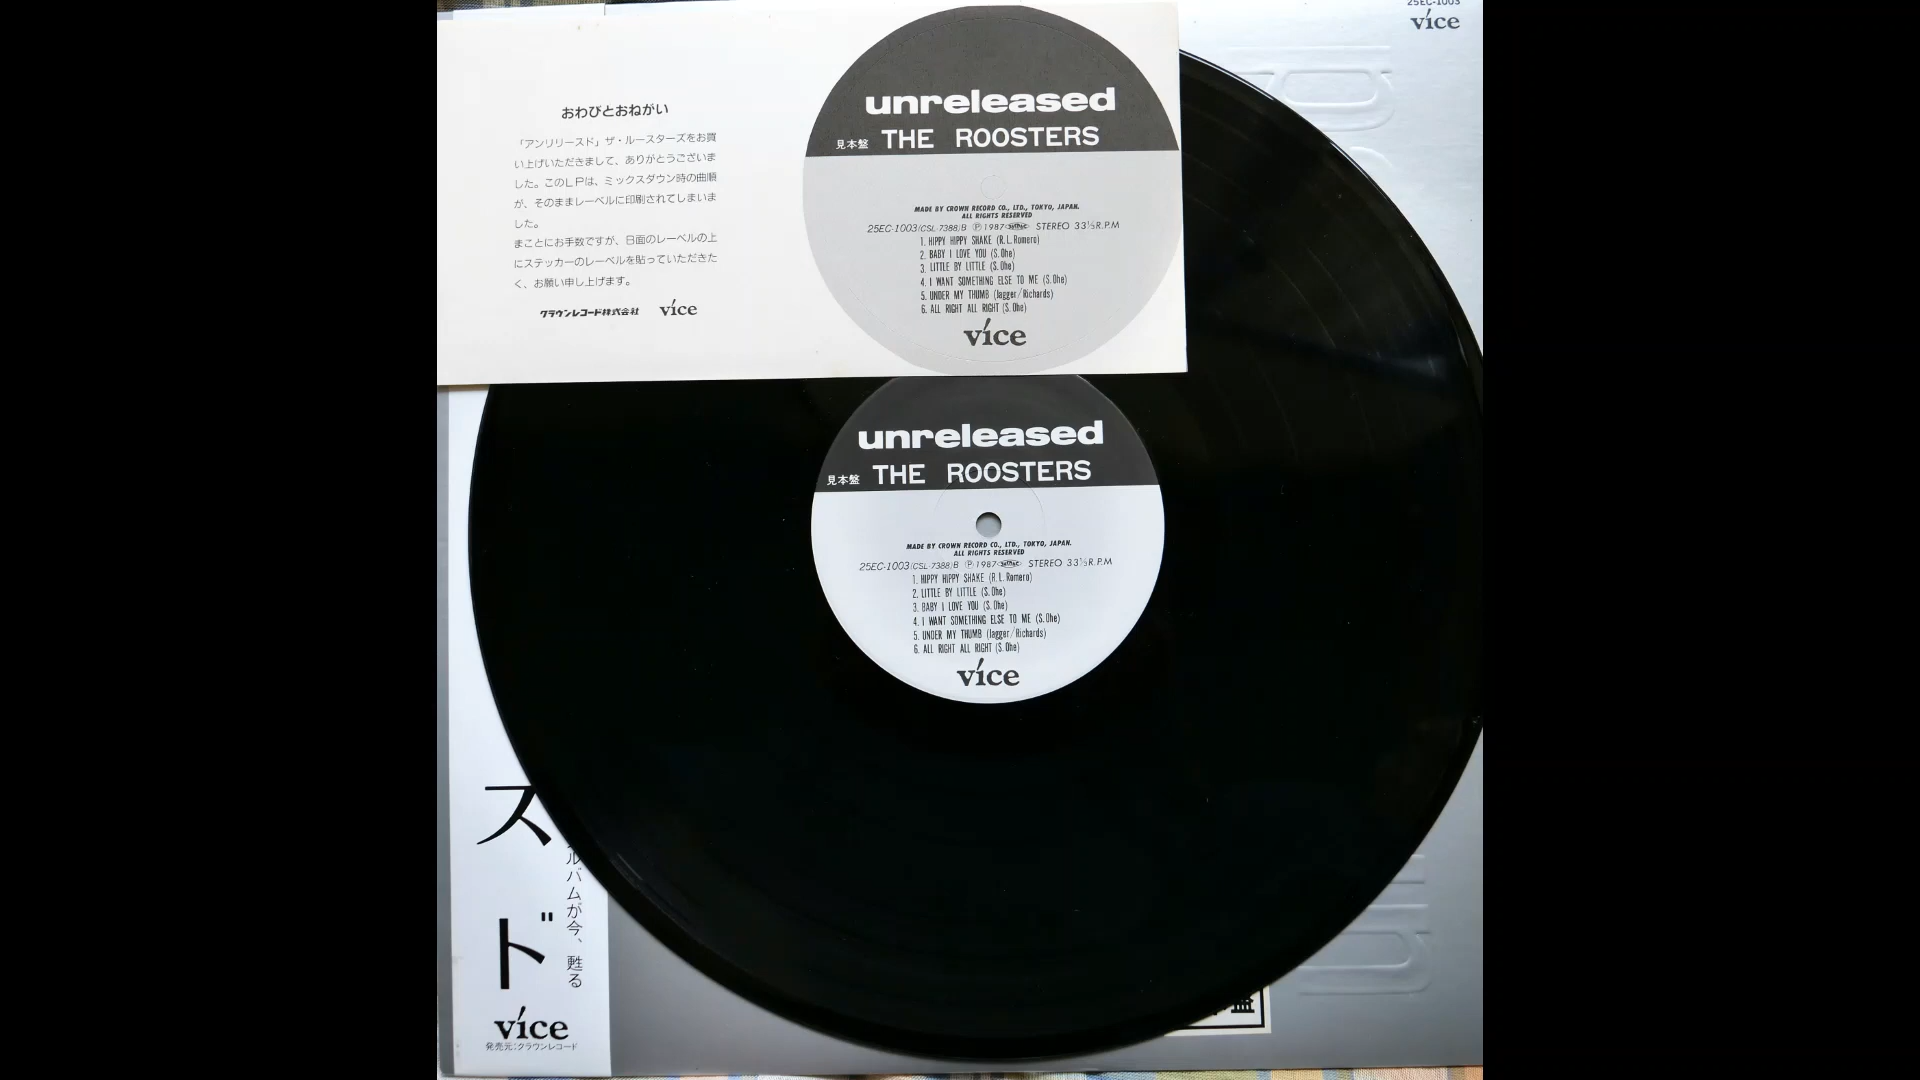 25EC-1003
vice
おわびとおねがい
「アンリリースド」ザ・ルースターズをお買
い上げいただきまして、ありがとうございま
した。このLPは、ミックスダウン時の曲順
が、そのままレーベルに印刷されてしまいま
した。
まことにお手数ですが、B面のレーベルの上
にステッカーのレーベルを貼っていただきた
く、お願い申し上げます。
クラウンレコード株式会社 vice
unreleased
見本盤 THE ROOSTERS
MADE BY CROWN RECORD CO., LTD., TOKYO, JAPAN.
ALL RIGHTS RESERVED
25EC-1003(CSL-7388)B Ⓟ1987 STEREO 33⅓R.P.M
1. HIPPY HIPPY SHAKE (R.L.Romero)
2. BABY I LOVE YOU (S.Ohe)
3. LITTLE BY LITTLE (S.Ohe)
4. I WANT SOMETHING ELSE TO ME (S.Ohe)
5. UNDER MY THUMB (Jagger/Richards)
6. ALL RIGHT ALL RIGHT (S.Ohe)
vice
unreleased
見本盤 THE ROOSTERS
MADE BY CROWN RECORD CO., LTD., TOKYO, JAPAN.
ALL RIGHTS RESERVED
25EC-1003(CSL-7388)B Ⓟ1987 STEREO 33⅓R.P.M
1. HIPPY HIPPY SHAKE (R.L.Romero)
2. LITTLE BY LITTLE (S.Ohe)
3. BABY I LOVE YOU (S.Ohe)
4. I WANT SOMETHING ELSE TO ME (S.Ohe)
5. UNDER MY THUMB (Jagger/Richards)
6. ALL RIGHT ALL RIGHT (S.Ohe)
vice
ルバムが今、甦る
スド
vice
発売元:クラウンレコード